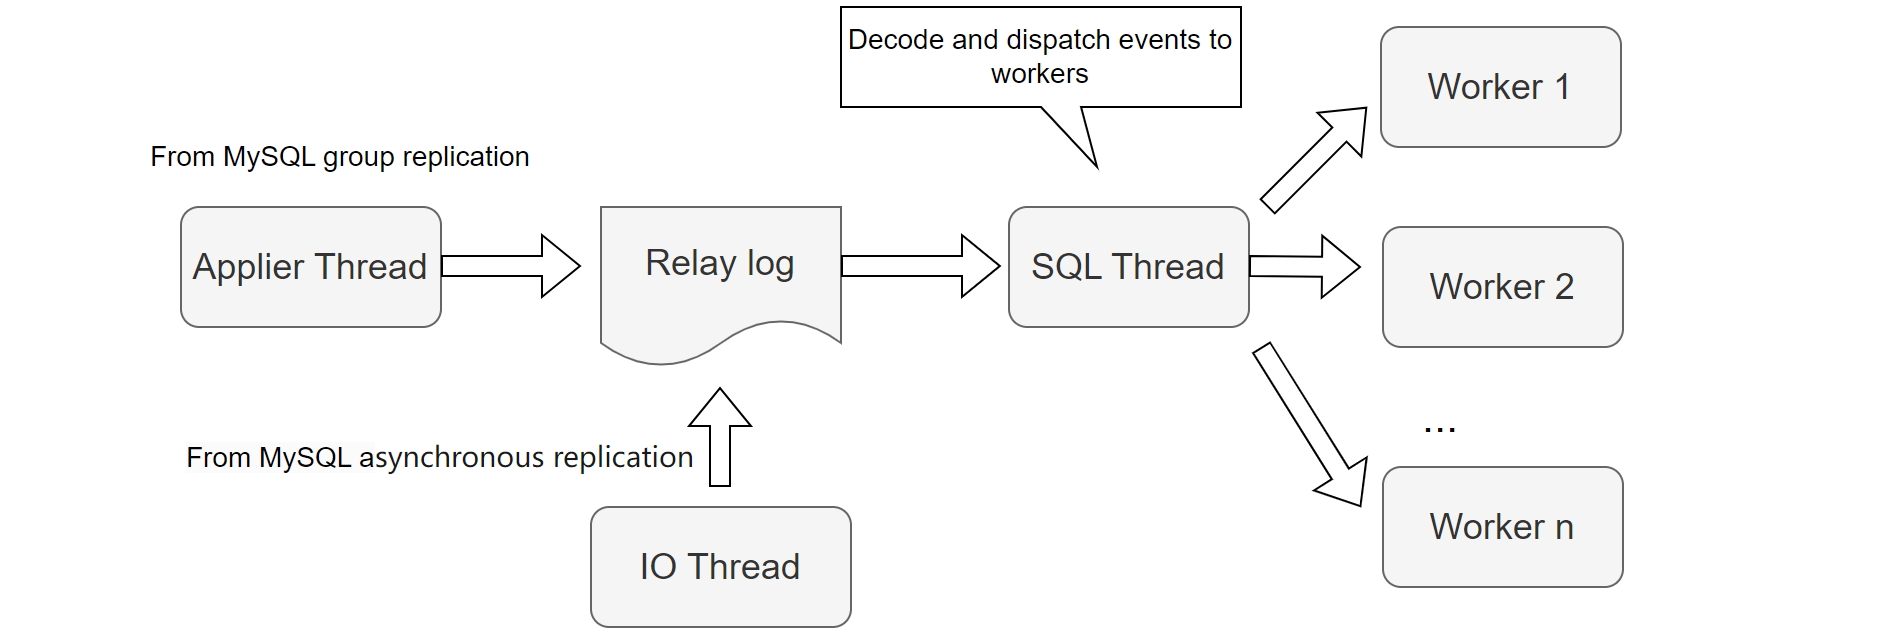 Decode and dispatch events to
workers
Worker 1
From MySQL group replication
Applier Thread
Relay log
SQL Thread
Worker 2
...
From MySQL asynchronous replication
Worker n
IO Thread